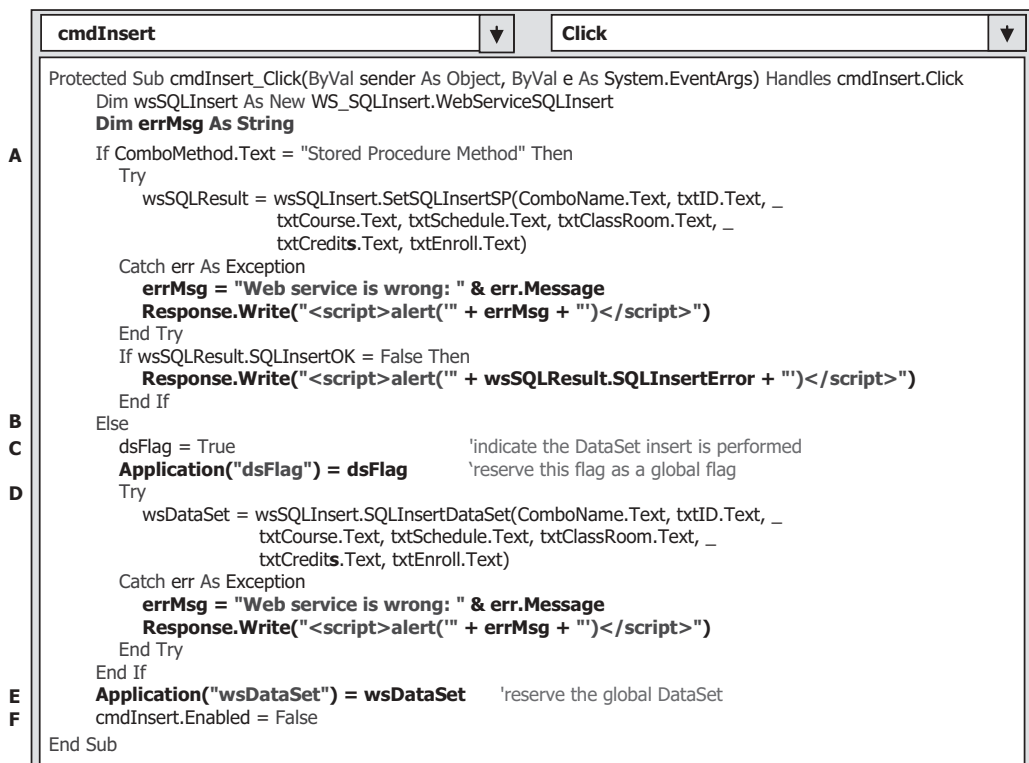 cmdInsert Click
Protected Sub cmdInsert_Click(ByVal sender As Object, ByVal e As System.EventArgs) Handles cmdInsert.Click
Dim wsSQLInsert As New WS_SQLInsert.WebServiceSQLInsert
Dim errMsg As String
A If ComboMethod.Text = "Stored Procedure Method" Then
Try
wsSQLResult = wsSQLInsert.SetSQLInsertSP(ComboName.Text, txtID.Text, _
txtCourse.Text, txtSchedule.Text, txtClassRoom.Text, _
txtCredits.Text, txtEnroll.Text)
Catch err As Exception
errMsg = "Web service is wrong: " & err.Message
Response.Write("<script>alert('" + errMsg + "')</script>")
End Try
If wsSQLResult.SQLInsertOK = False Then
Response.Write("<script>alert('" + wsSQLResult.SQLInsertError + "')</script>")
End If
B Else
C dsFlag = True 'indicate the DataSet insert is performed
Application("dsFlag") = dsFlag ‛reserve this flag as a global flag
D Try
wsDataSet = wsSQLInsert.SQLInsertDataSet(ComboName.Text, txtID.Text, _
txtCourse.Text, txtSchedule.Text, txtClassRoom.Text, _
txtCredits.Text, txtEnroll.Text)
Catch err As Exception
errMsg = "Web service is wrong: " & err.Message
Response.Write("<script>alert('" + errMsg + "')</script>")
End Try
End If
E Application("wsDataSet") = wsDataSet 'reserve the global DataSet
F cmdInsert.Enabled = False
End Sub